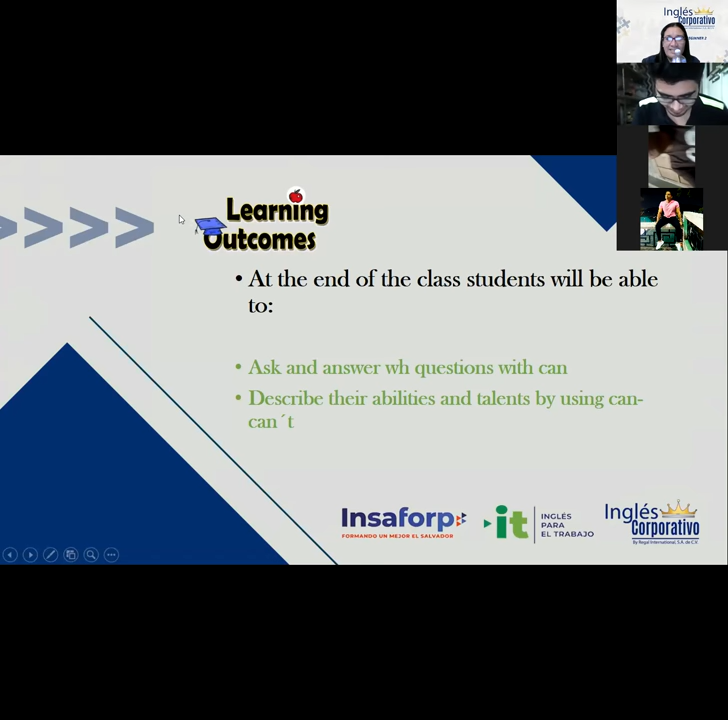 Inglés
Corporativo
Learning
Outcomes
• At the end of the class students will be able
to:
• Ask and answer wh questions with can
• Describe their abilities and talents by using can-
can´t
Insaforp
FORMANDO UN MEJOR EL SALVADOR
it
INGLÉS
PARA
EL TRABAJO
Inglés
Corporativo
By Regal International, S.A. de C.V.